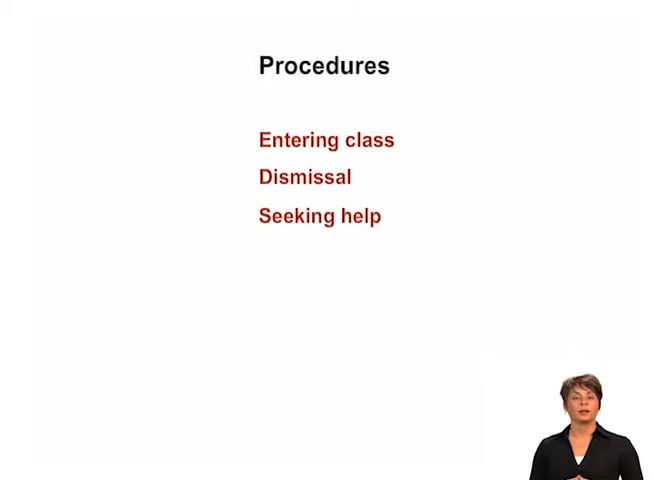 Procedures
Entering class
Dismissal
Seeking help